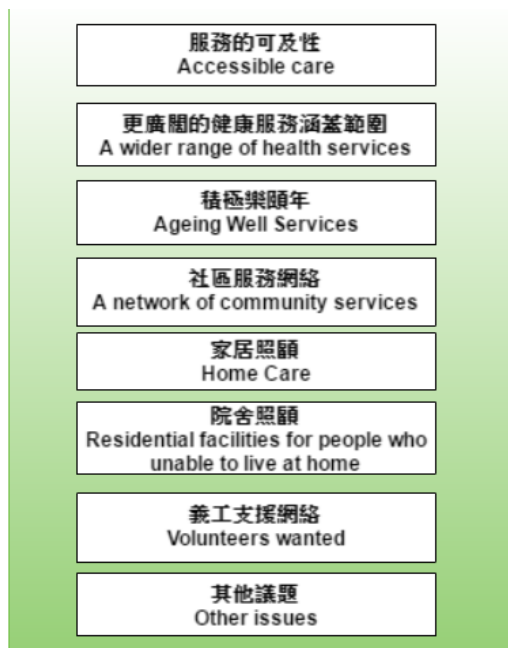 服務的可及性
Accessible care
更廣闊的健康服務涵蓋範圍
A wider range of health services
積極樂頤年
Ageing Well Services
社區服務網絡
A network of community services
家居照顧
Home Care
院舍照顧
Residential facilities for people who
unable to live at home
義工支援網絡
Volunteers wanted
其他議題
Other issues